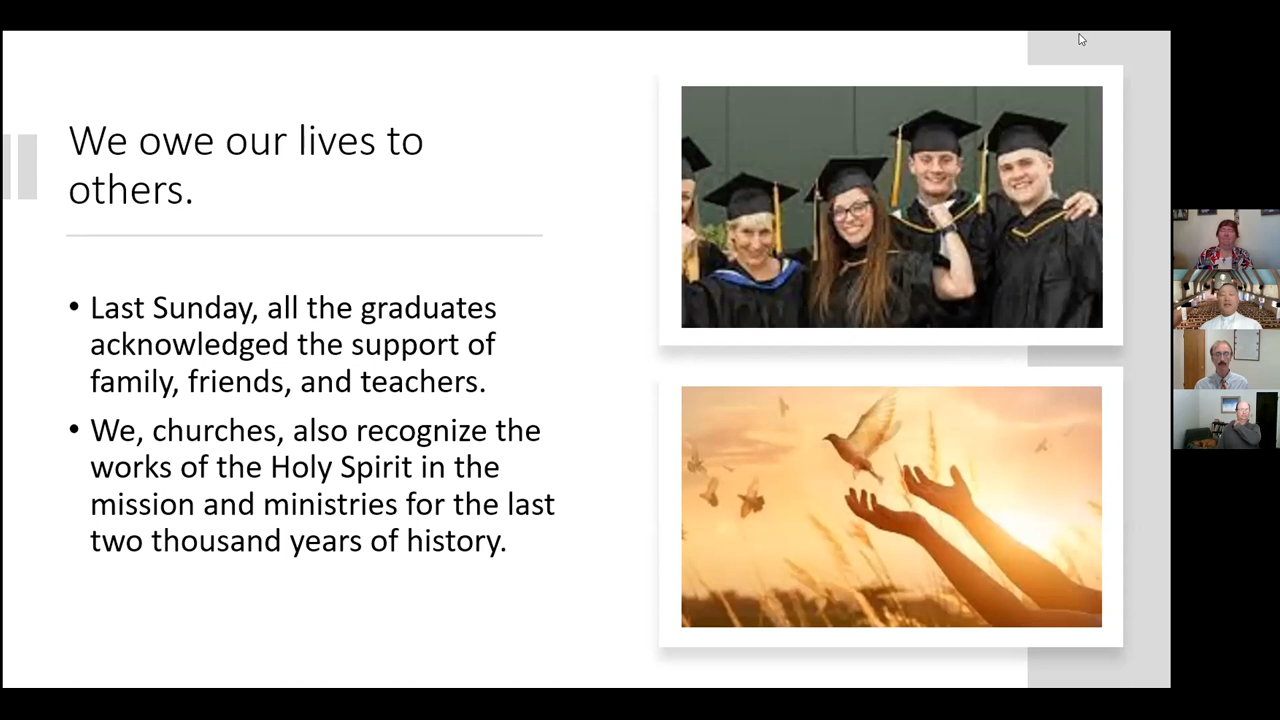 We owe our lives to
others.
• Last Sunday, all the graduates
acknowledged the support of
family, friends, and teachers.
• We, churches, also recognize the
works of the Holy Spirit in the
mission and ministries for the last
two thousand years of history.